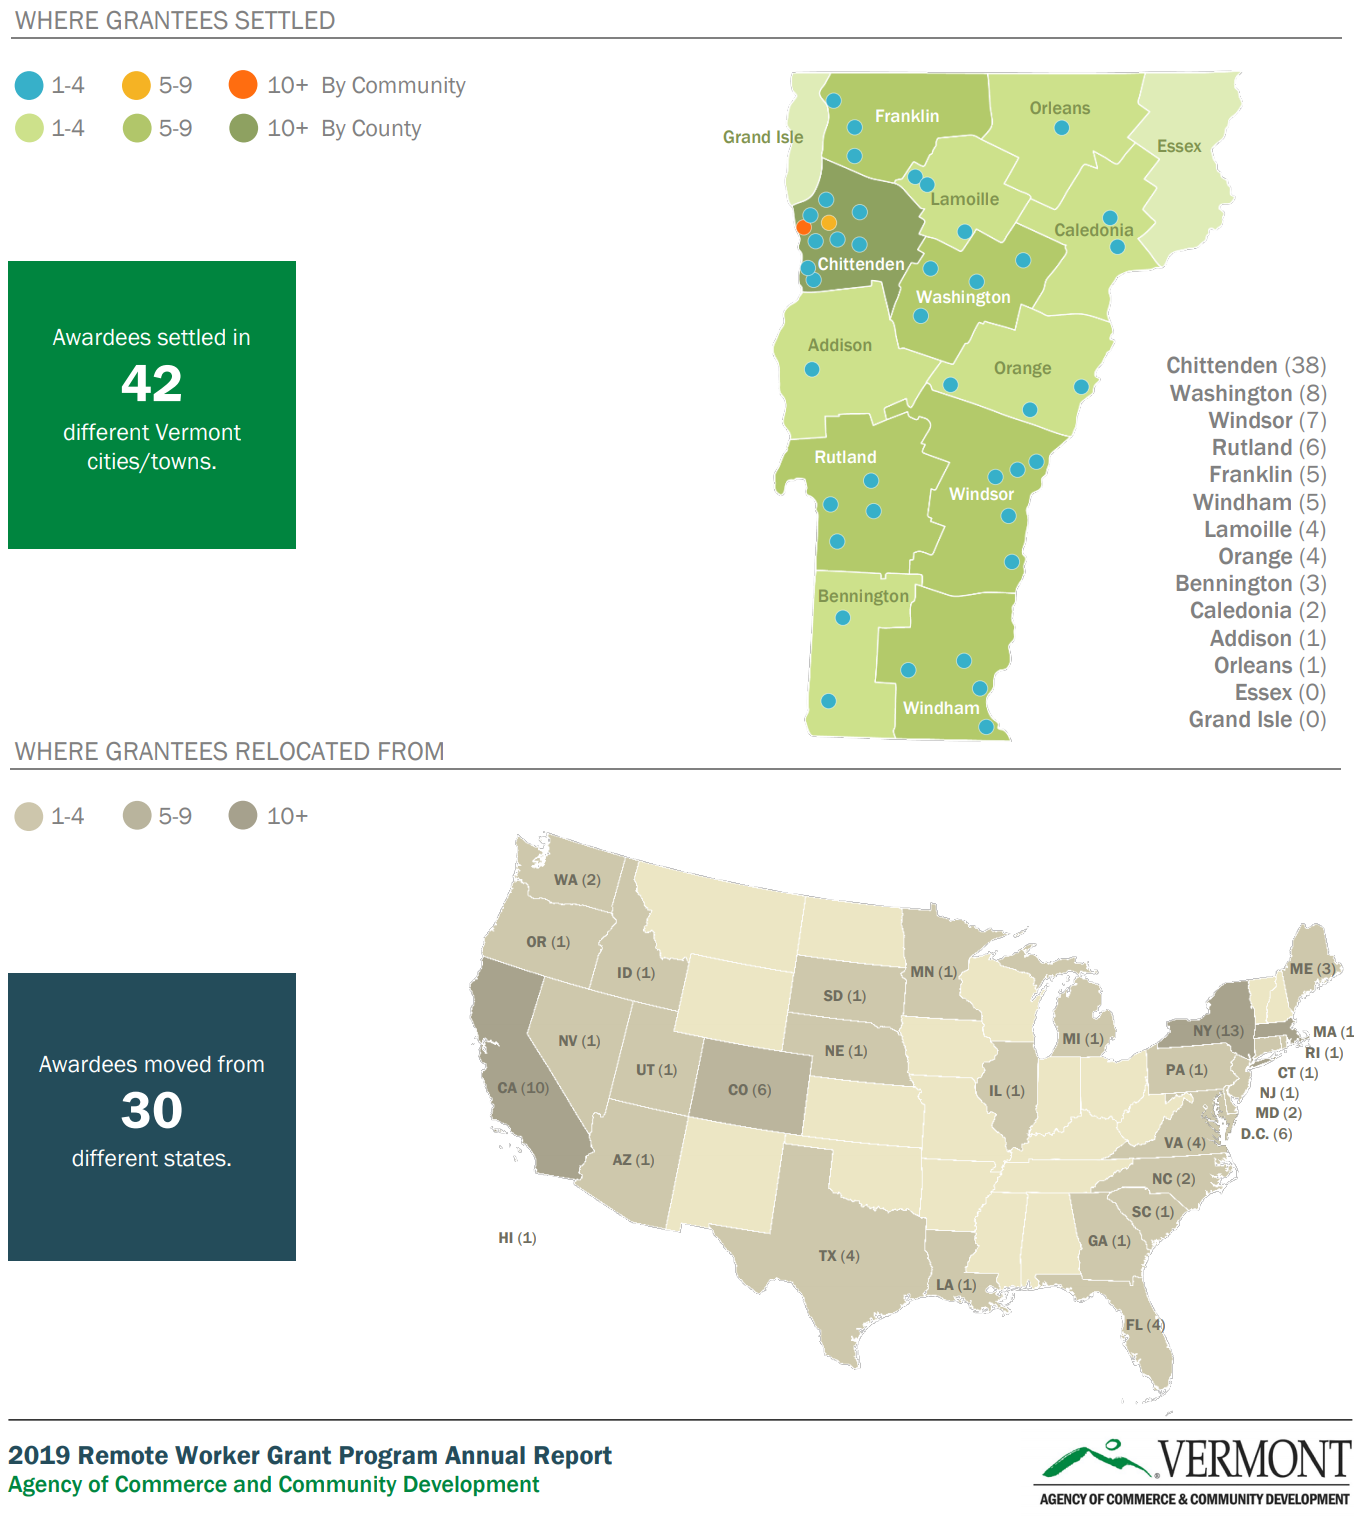 WHERE GRANTEES SETTLED
1-4 5-9 10+ By Community
1-4 5-9 10+ By County
Awardees settled in
42
different Vermont
cities/towns.
Grand Isle
Franklin
Orleans
Essex
Lamoille
Caledonia
Chittenden
Washington
Addison
Orange
Rutland
Windsor
Bennington
Windham
Chittenden (38)
Washington (8)
Windsor (7)
Rutland (6)
Franklin (5)
Windham (5)
Lamoille (4)
Orange (4)
Bennington (3)
Caledonia (2)
Addison (1)
Orleans (1)
Essex (0)
Grand Isle (0)
WHERE GRANTEES RELOCATED FROM
1-4 5-9 10+
Awardees moved from
30
different states.
WA (2)
OR (1)
ID (1)
MN (1)
ME (3)
SD (1)
NV (1)
UT (1)
NE (1)
MI (1)
NY (13)
MA (1
RI (1)
CT (1)
NJ (1)
MD (2)
D.C. (6)
CA (10)
CO (6)
IL (1)
PA (1)
VA (4)
AZ (1)
NC (2)
SC (1)
HI (1)
TX (4)
GA (1)
LA (1)
FL (4)
2019 Remote Worker Grant Program Annual Report
Agency of Commerce and Community Development
VERMONT
AGENCY OF COMMERCE & COMMUNITY DEVELOPMENT